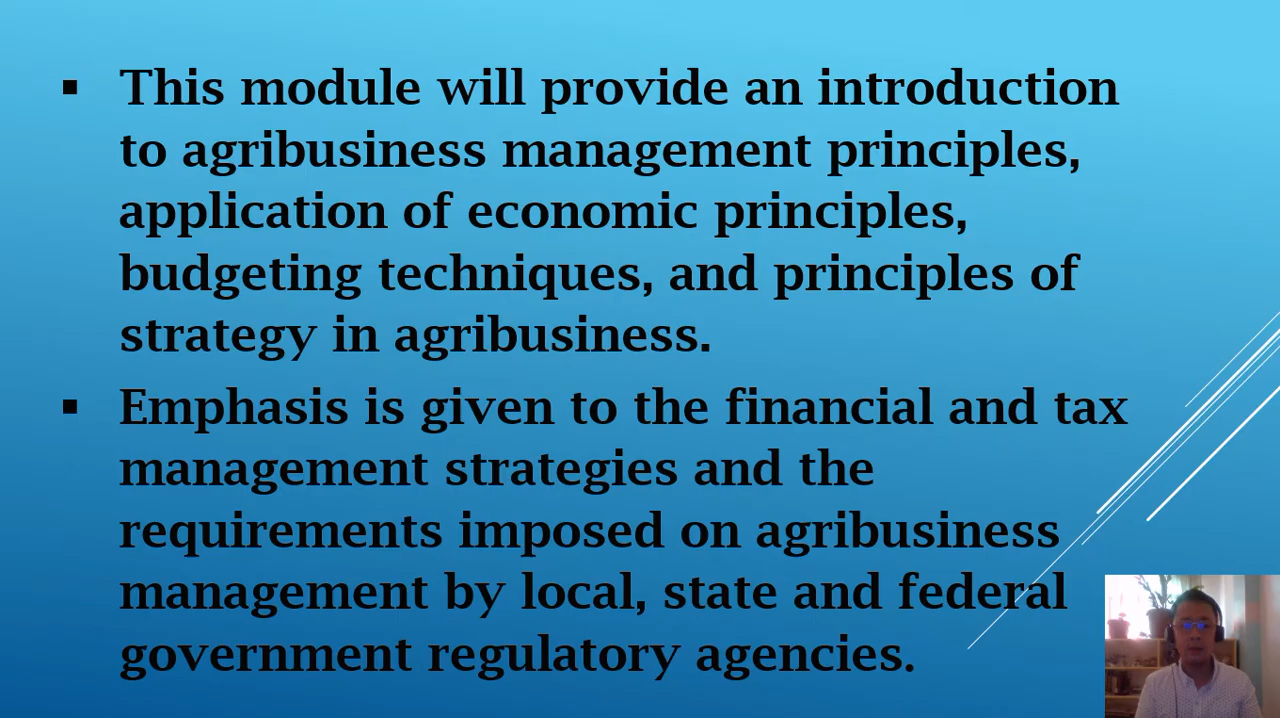 ▪ This module will provide an introduction
to agribusiness management principles,
application of economic principles,
budgeting techniques, and principles of
strategy in agribusiness.
▪ Emphasis is given to the financial and tax
management strategies and the
requirements imposed on agribusiness
management by local, state and federal
government regulatory agencies.